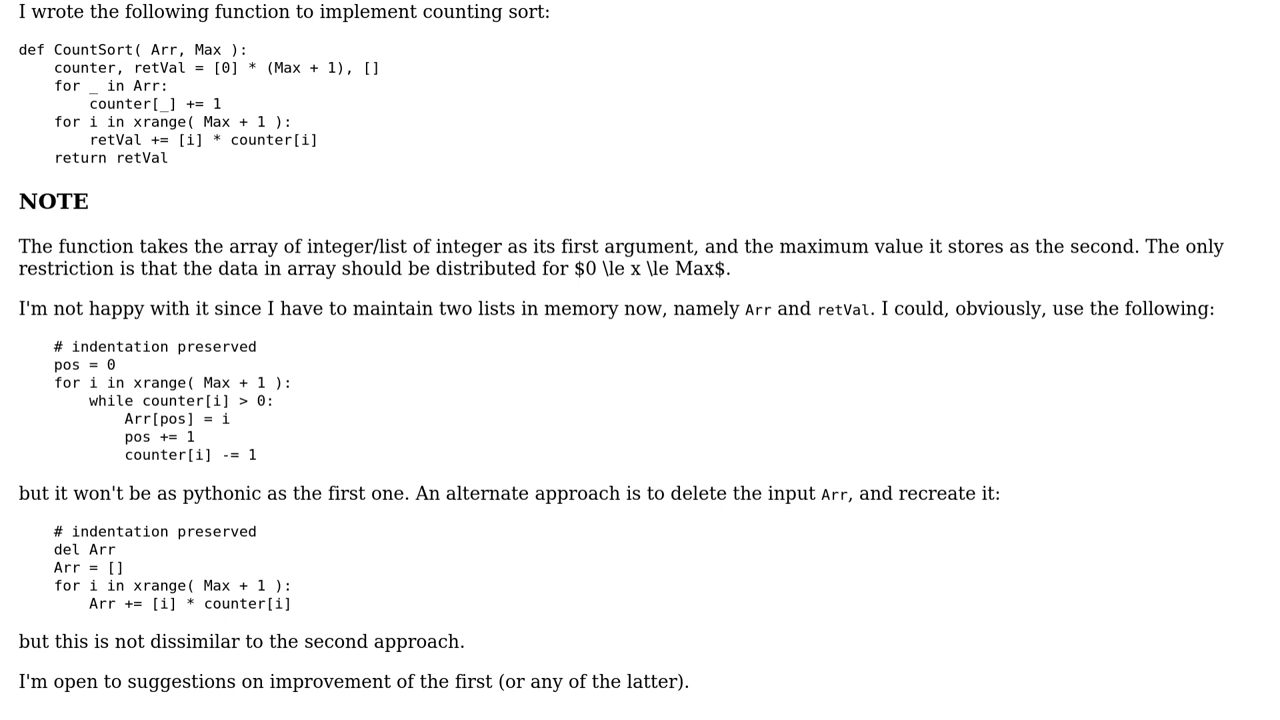 I wrote the following function to implement counting sort:
def CountSort( Arr, Max ):
    counter, retVal = [0] * (Max + 1), []
    for _ in Arr:
        counter[_] += 1
    for i in xrange( Max + 1 ):
        retVal += [i] * counter[i]
    return retVal
NOTE
The function takes the array of integer/list of integer as its first argument, and the maximum value it stores as the second. The only
restriction is that the data in array should be distributed for $0 \le x \le Max$.
I'm not happy with it since I have to maintain two lists in memory now, namely Arr and retVal. I could, obviously, use the following:
    # indentation preserved
    pos = 0
    for i in xrange( Max + 1 ):
        while counter[i] > 0:
            Arr[pos] = i
            pos += 1
            counter[i] -= 1
but it won't be as pythonic as the first one. An alternate approach is to delete the input Arr, and recreate it:
    # indentation preserved
    del Arr
    Arr = []
    for i in xrange( Max + 1 ):
        Arr += [i] * counter[i]
but this is not dissimilar to the second approach.
I'm open to suggestions on improvement of the first (or any of the latter).